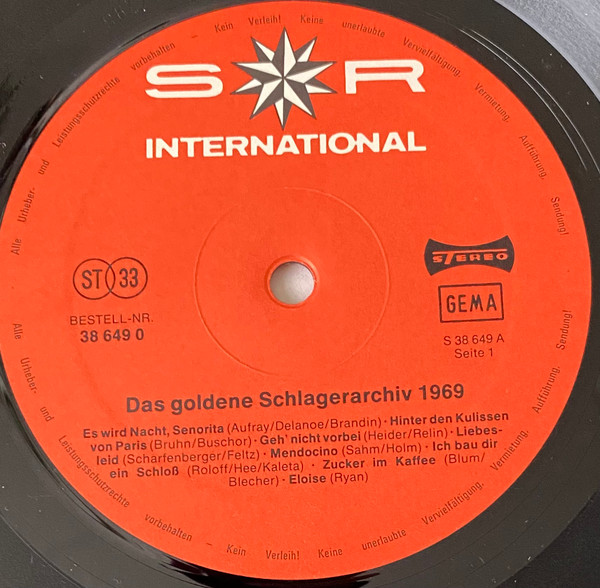 S R
INTERNATIONAL
Alle Urheber- und Leistungsschutzrechte vorbehalten Kein Verleih! Keine unerlaubte Vervielfältigung, Vermietung, Aufführung, Sendung!
STEREO
ST 33
GEMA
BESTELL-NR.
38 649 0
S 38 649 A
Seite 1
Das goldene Schlagerarchiv 1969
Es wird Nacht, Senorita (Aufray/Delanoe/Brandin) · Hinter den Kulissen
von Paris (Bruhn/Buschor) · Geh' nicht vorbei (Heider/Relin) · Liebes-
leid (Scharfenberger/Feltz) · Mendocino (Sahm/Holm) · Ich bau dir
ein Schloß (Roloff/Hee/Kaleta) · Zucker im Kaffee (Blum/
Blecher) · Eloise (Ryan)
Alle Urheber- und Leistungsschutzrechte vorbehalten Kein Verleih! Keine unerlaubte Vervielfältigung, Vermietung, Aufführung, Sendung!